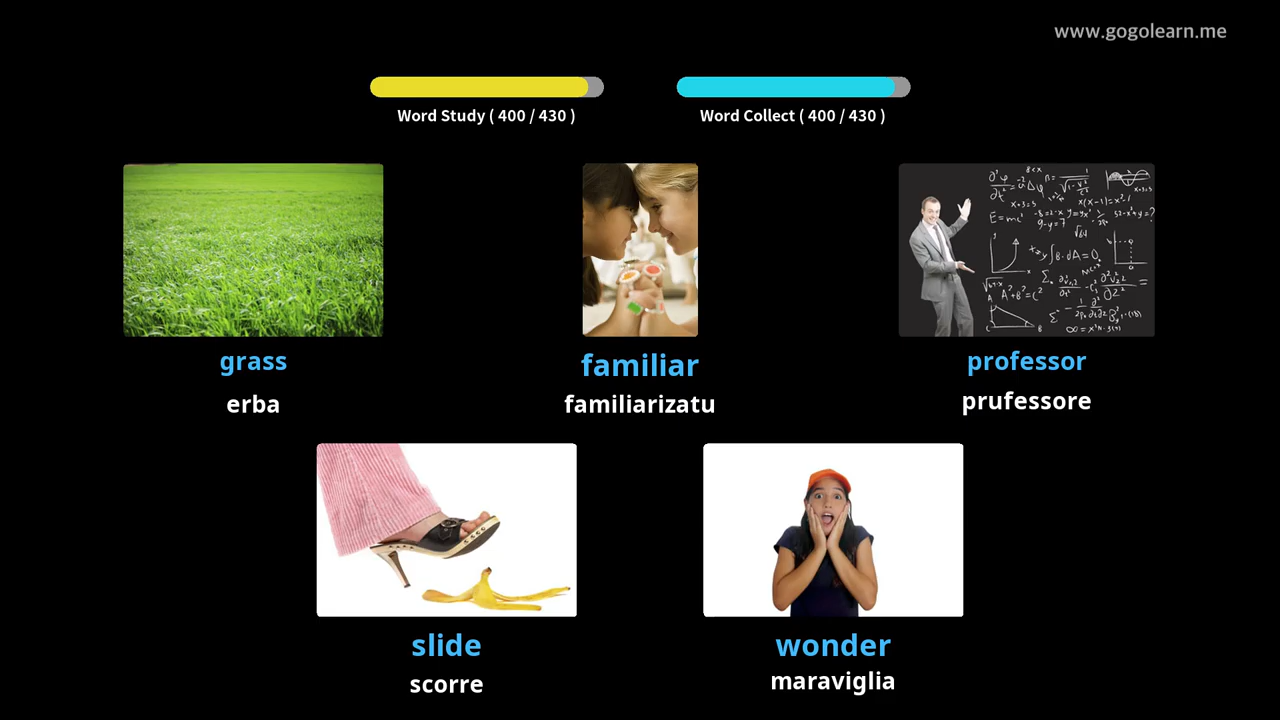 www.gogolearn.me
Word Study ( 400 / 430 )
Word Collect ( 400 / 430 )
grass
familiar
professor
erba
familiarizatu
prufessore
slide
wonder
scorre
maraviglia